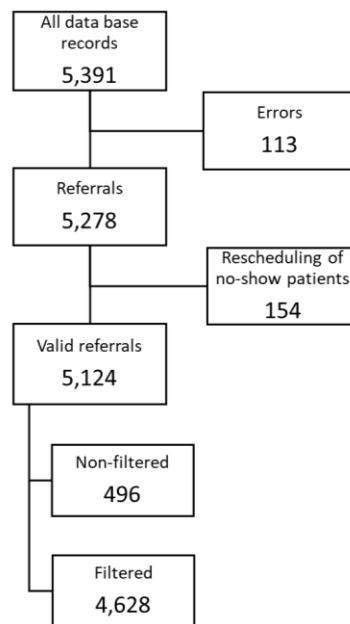 All data base
records
5,391
Errors
113
Referrals
5,278
Rescheduling of
no-show patients
154
Valid referrals
5,124
Non-filtered
496
Filtered
4,628